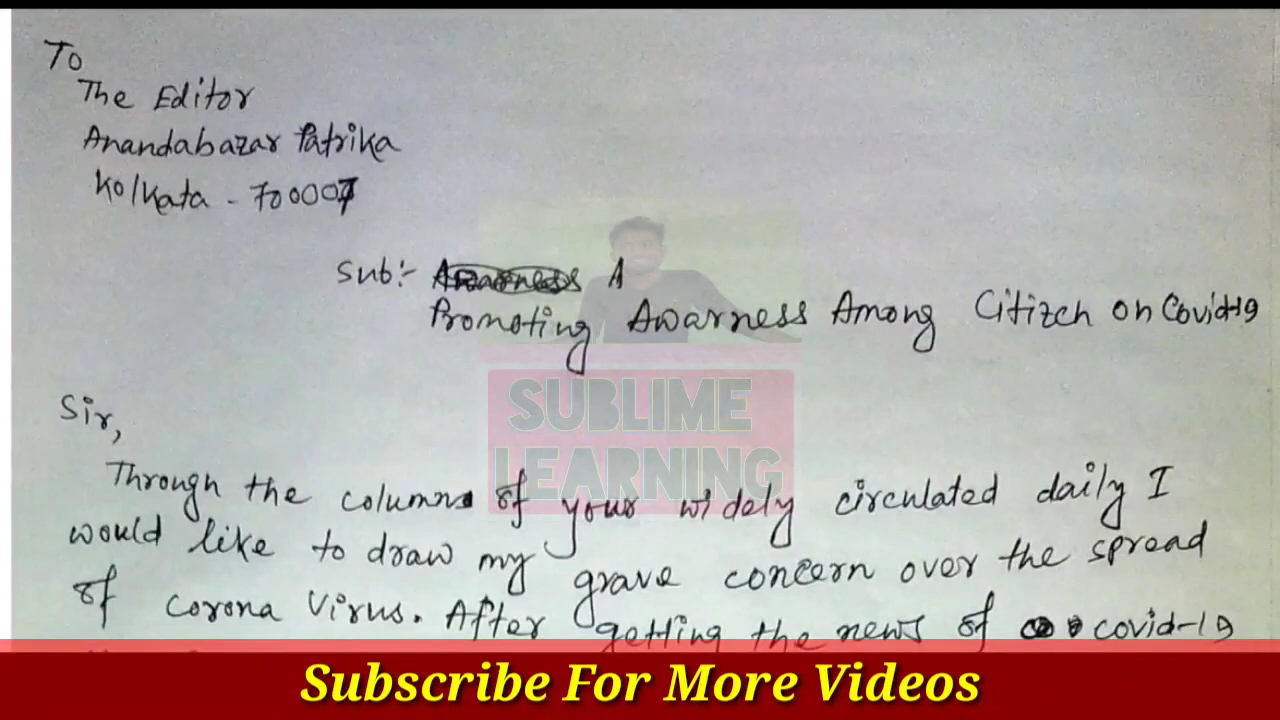 To
The Editor
Anandabazar Patrika
Kolkata - 700007
Sub:- Awarness A
Promoting Awarness Among Citizen on Covid-19
SUBLIME
LEARNING
Sir,
Through the columns of your widely circulated daily I
would like to draw my grave concern over the spread
of corona virus. After getting the news of covid-19
Subscribe For More Videos